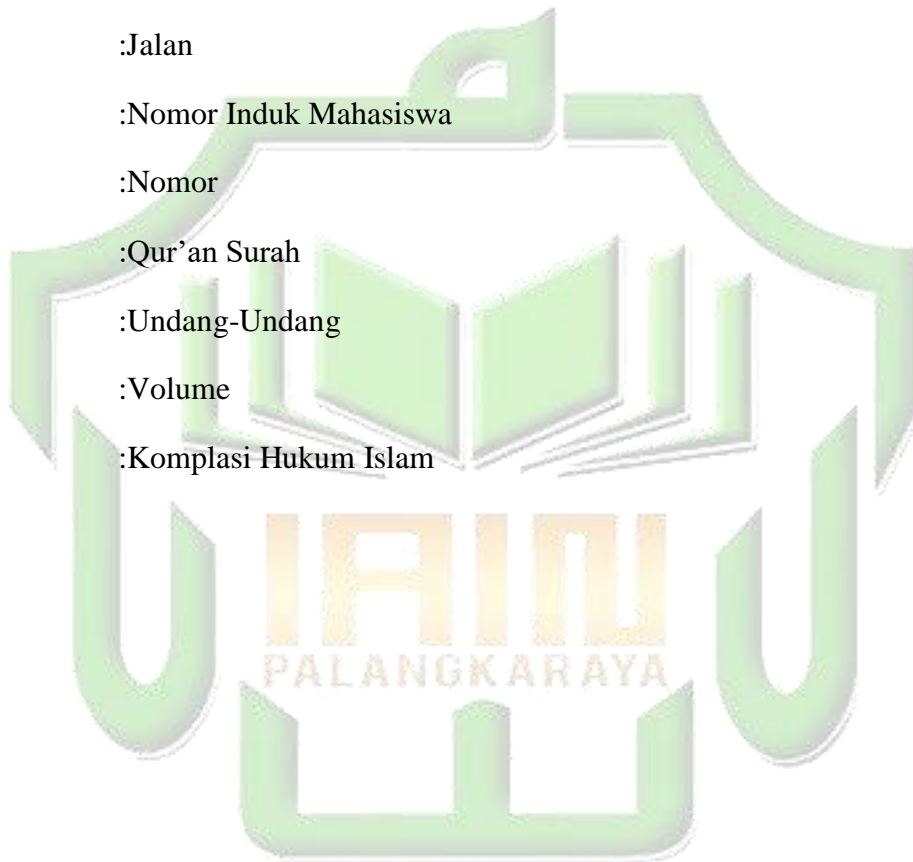 :Jalan
:Nomor Induk Mahasiswa
:Nomor
:Qur’an Surah
:Undang-Undang
:Volume
:Komplasi Hukum Islam
IAIN
PALANGKARAYA